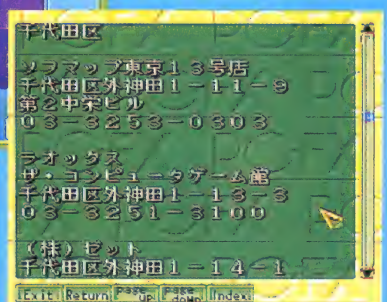 千代田区
ソフマップ東京13号店
千代田区外神田1-11-9
第2中栄ビル
03-3253-0303
ラオックス
ザ・コンピュータゲーム館
千代田区外神田1-13-3
03-3251-3100
(株)ゼット
千代田区外神田1-14-1
Exit Return Page UP Page doWn Index